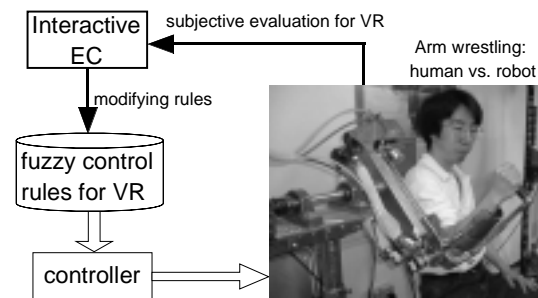 Interactive
EC
subjective evaluation for VR
Arm wrestling:
human vs. robot
modifying rules
fuzzy control
rules for VR
controller